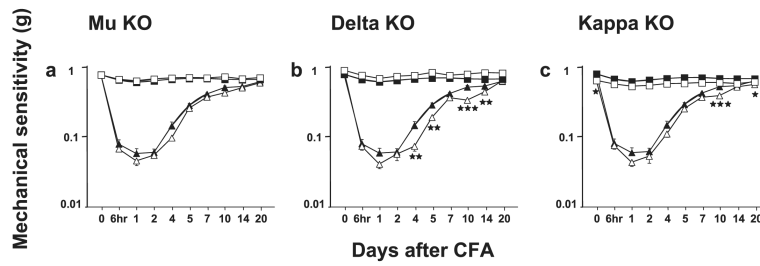 Mu KO
Delta KO
Kappa KO
Mechanical sensitivity (g)
a
1
0.1
0.01
0 6hr 1 2 4 5 7 10 14 20
b
1
0.1
0.01
0 6hr 1 2 4 5 7 10 14 20
★★ ★★ ★★★ ★★
c
1
0.1
0.01
0 6hr 1 2 4 5 7 10 14 20
★ ★★★ ★
Days after CFA